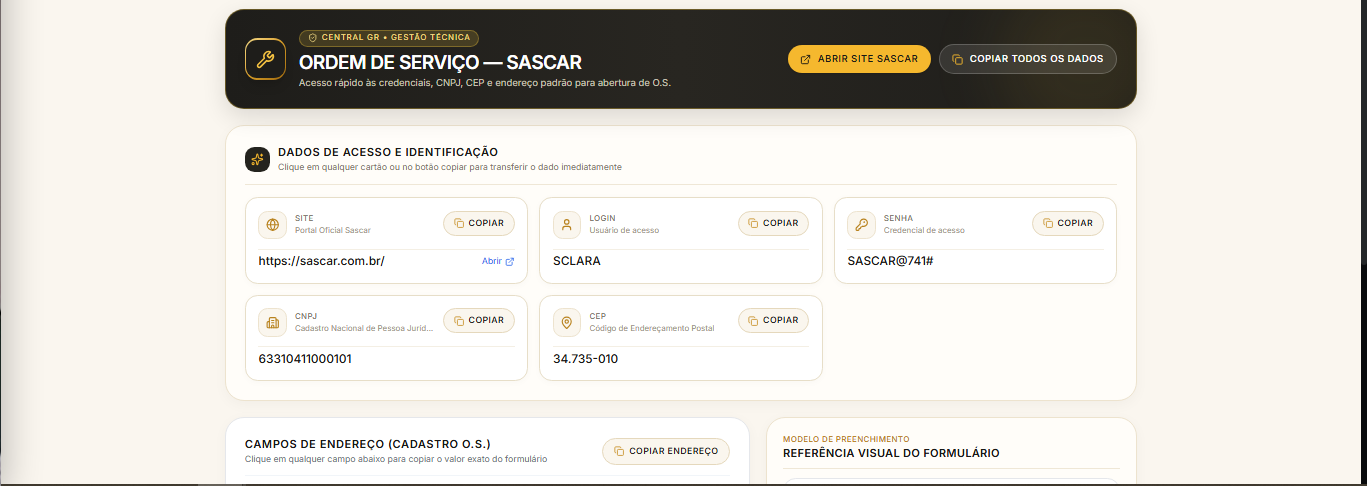 CENTRAL GR • GESTÃO TÉCNICA
ORDEM DE SERVIÇO — SASCAR
Acesso rápido às credenciais, CNPJ, CEP e endereço padrão para abertura de O.S.
ABRIR SITE SASCAR
COPIAR TODOS OS DADOS
DADOS DE ACESSO E IDENTIFICAÇÃO
Clique em qualquer cartão ou no botão copiar para transferir o dado imediatamente
SITE
Portal Oficial Sascar
COPIAR
https://sascar.com.br/
Abrir
LOGIN
Usuário de acesso
COPIAR
SCLARA
SENHA
Credencial de acesso
COPIAR
SASCAR@741#
CNPJ
Cadastro Nacional de Pessoa Juríd...
COPIAR
63310411000101
CEP
Código de Endereçamento Postal
COPIAR
34.735-010
CAMPOS DE ENDEREÇO (CADASTRO O.S.)
Clique em qualquer campo abaixo para copiar o valor exato do formulário
COPIAR ENDEREÇO
MODELO DE PREENCHIMENTO
REFERÊNCIA VISUAL DO FORMULÁRIO